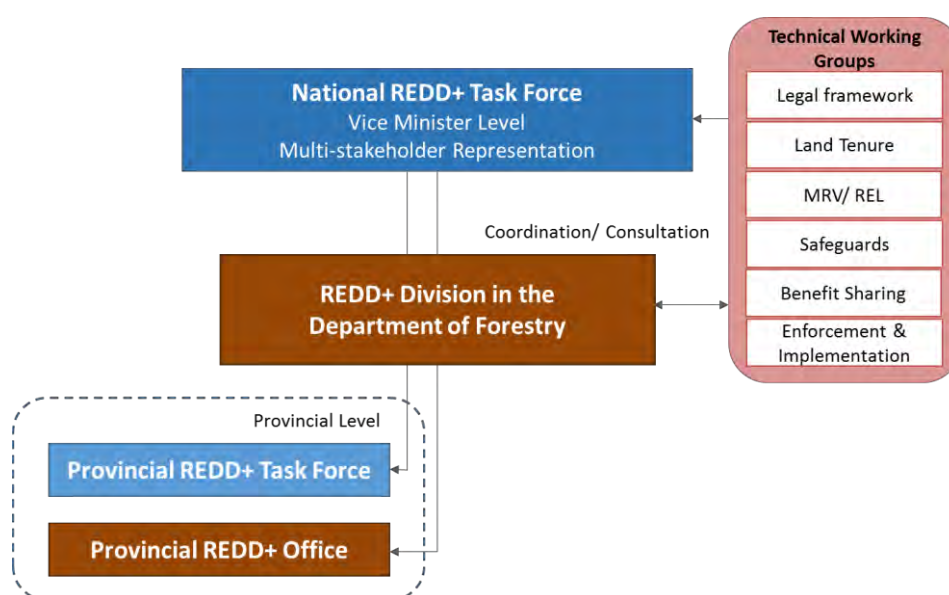 National REDD+ Task Force
Vice Minister Level
Multi-stakeholder Representation
Coordination/ Consultation
REDD+ Division in the
Department of Forestry
Provincial Level
Provincial REDD+ Task Force
Provincial REDD+ Office
Technical Working
Groups
Legal framework
Land Tenure
MRV/ REL
Safeguards
Benefit Sharing
Enforcement &
Implementation